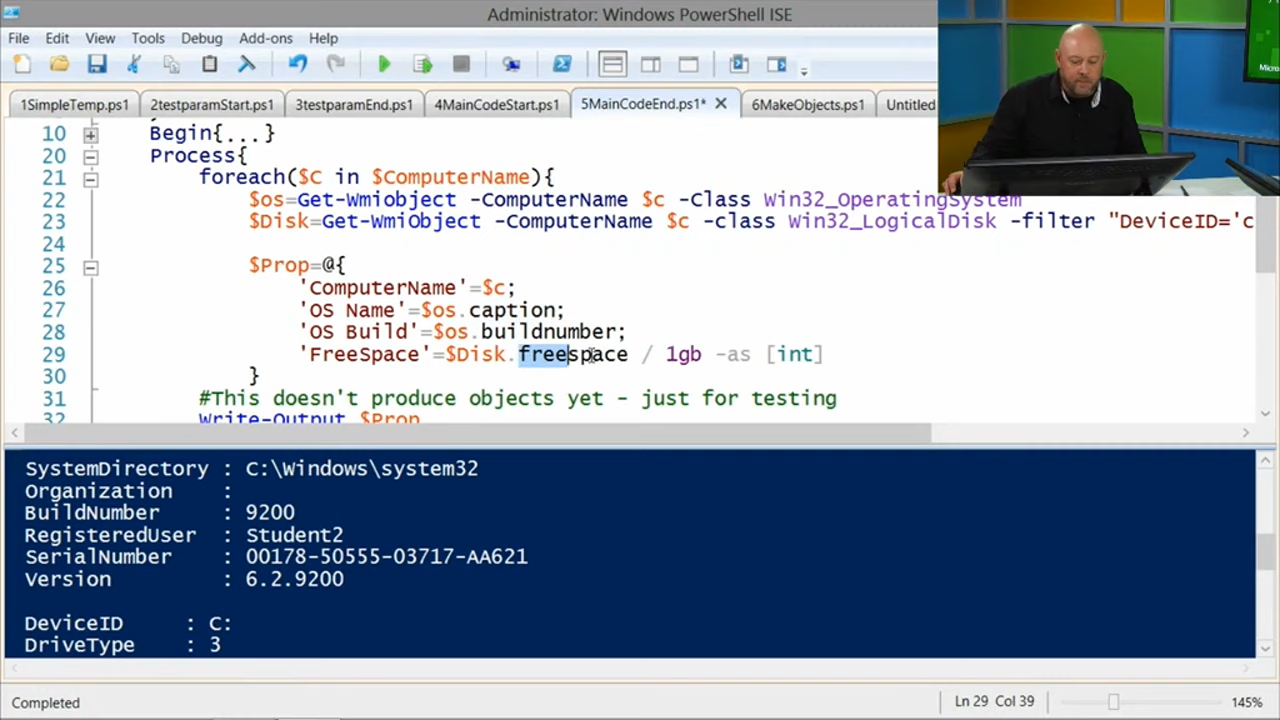 Administrator: Windows PowerShell ISE
File Edit View Tools Debug Add-ons Help
Micro
1SimpleTemp.ps1 2testparamStart.ps1 3testparamEnd.ps1 4MainCodeStart.ps1 5MainCodeEnd.ps1* 6MakeObjects.ps1 Untitled
10 Begin{...}
20 Process{
21 foreach($C in $ComputerName){
22 $os=Get-Wmiobject -ComputerName $c -Class Win32_OperatingSystem
23 $Disk=Get-WmiObject -ComputerName $c -class Win32_LogicalDisk -filter "DeviceID='c
24
25 $Prop=@{
26 'ComputerName'=$c;
27 'OS Name'=$os.caption;
28 'OS Build'=$os.buildnumber;
29 'FreeSpace'=$Disk.freespace / 1gb -as [int]
30 }
31 #This doesn't produce objects yet - just for testing
32 Write-Output $Prop
SystemDirectory : C:\Windows\system32
Organization :
BuildNumber : 9200
RegisteredUser : Student2
SerialNumber : 00178-50555-03717-AA621
Version : 6.2.9200
DeviceID : C:
DriveType : 3
Completed Ln 29 Col 39 145%